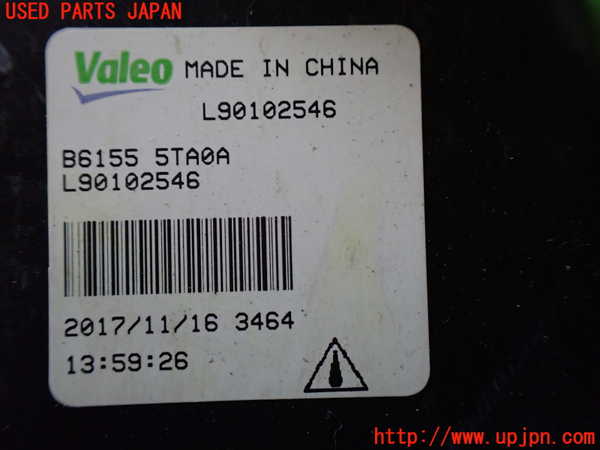 USED PARTS JAPAN
Valeo MADE IN CHINA
L90102546
B6155 5TA0A
L90102546
2017/11/16 3464
13:59:26
http://www.upjpn.com/